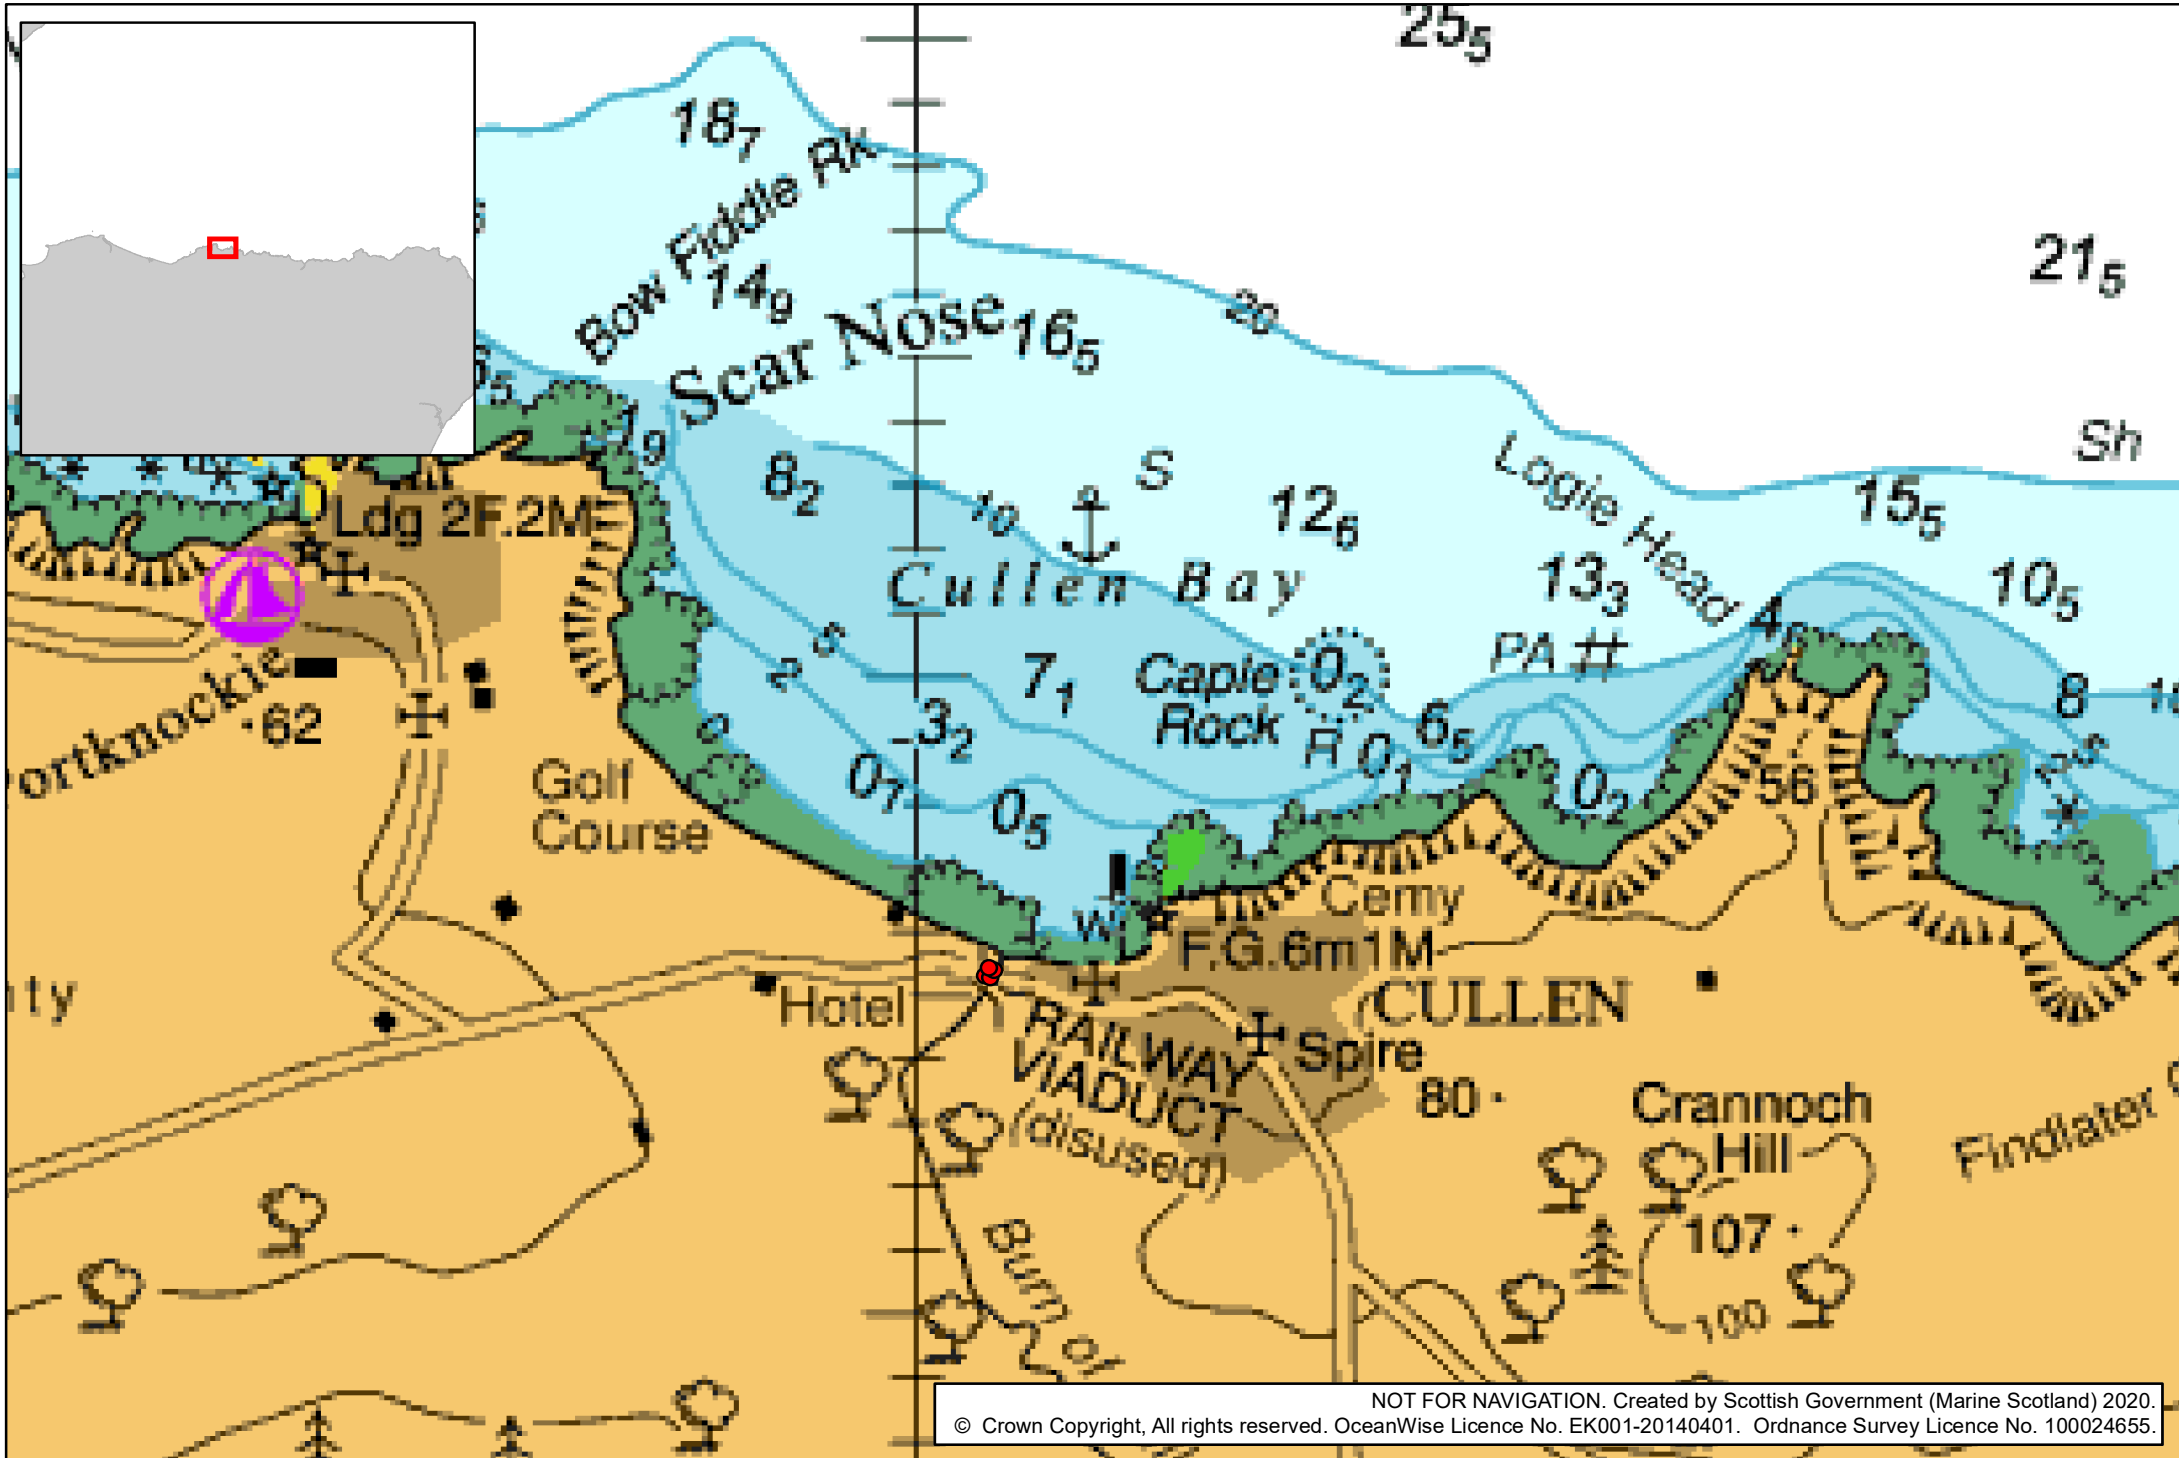 25₅
18₇
Bow Fiddle Rk
21₅
14₉
Scar Nose
16₅
20
Sh
Logie Head
8₂
10
S
12₆
15₅
Ldg 2F.2M
Cullen Bay
13₃
10₅
PA
5
2
7₁
Caple
Rock
0₂
R
0₁
6₅
8
Portknockie
62
3₂
Golf
Course
0₇
0₅
0₂
56
Cemy
F.G.6m1M
Hotel
CULLEN
RAILWAY
VIADUCT
(disused)
Spire
80
Crannoch
Hill
Findlater
107
100
Burn of
NOT FOR NAVIGATION. Created by Scottish Government (Marine Scotland) 2020.
© Crown Copyright, All rights reserved. OceanWise Licence No. EK001-20140401. Ordnance Survey Licence No. 100024655.